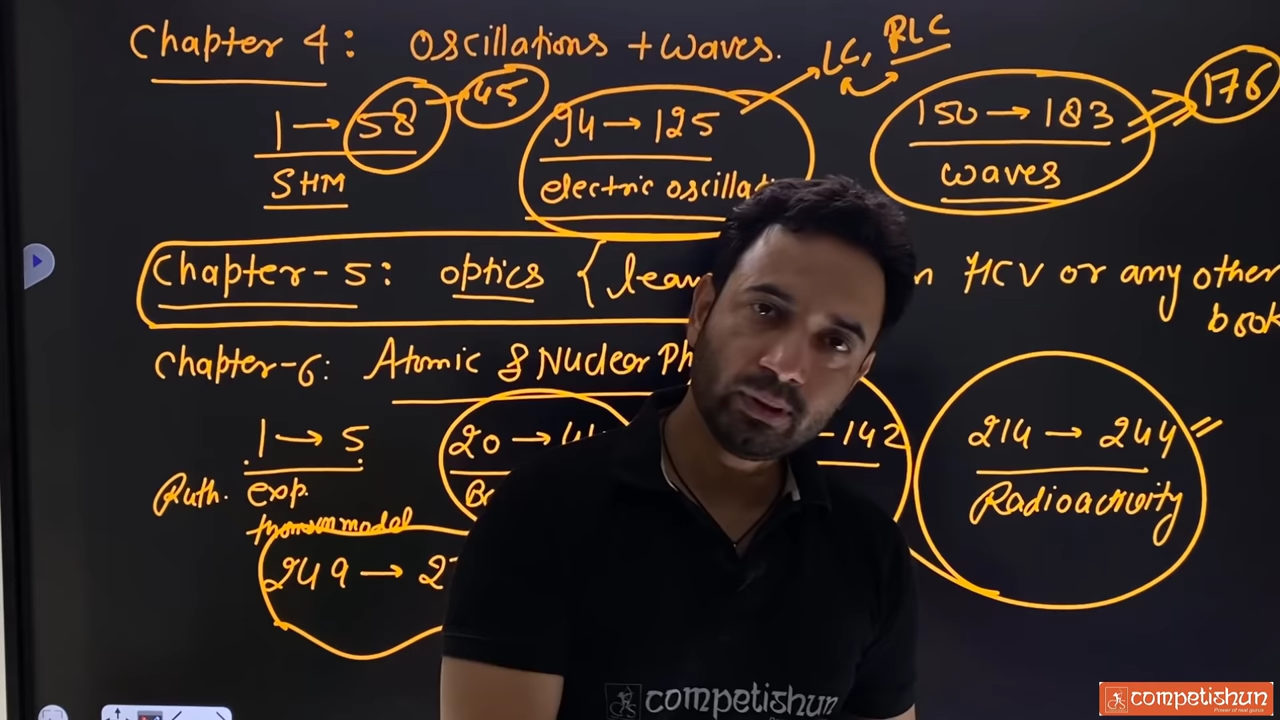 Chapter 4: Oscillations + waves.
LC, RLC
1 → 58 → 45
94 → 125
150 → 183
176
SHM
electric
waves
Chapter-5: optics {
HCV or any other
book
Chapter-6: Atomic & Nuclear
1 → 5
20 →
142
214 → 244
Ruth. exp.
Radioactivity
249 →
competishun
competishun